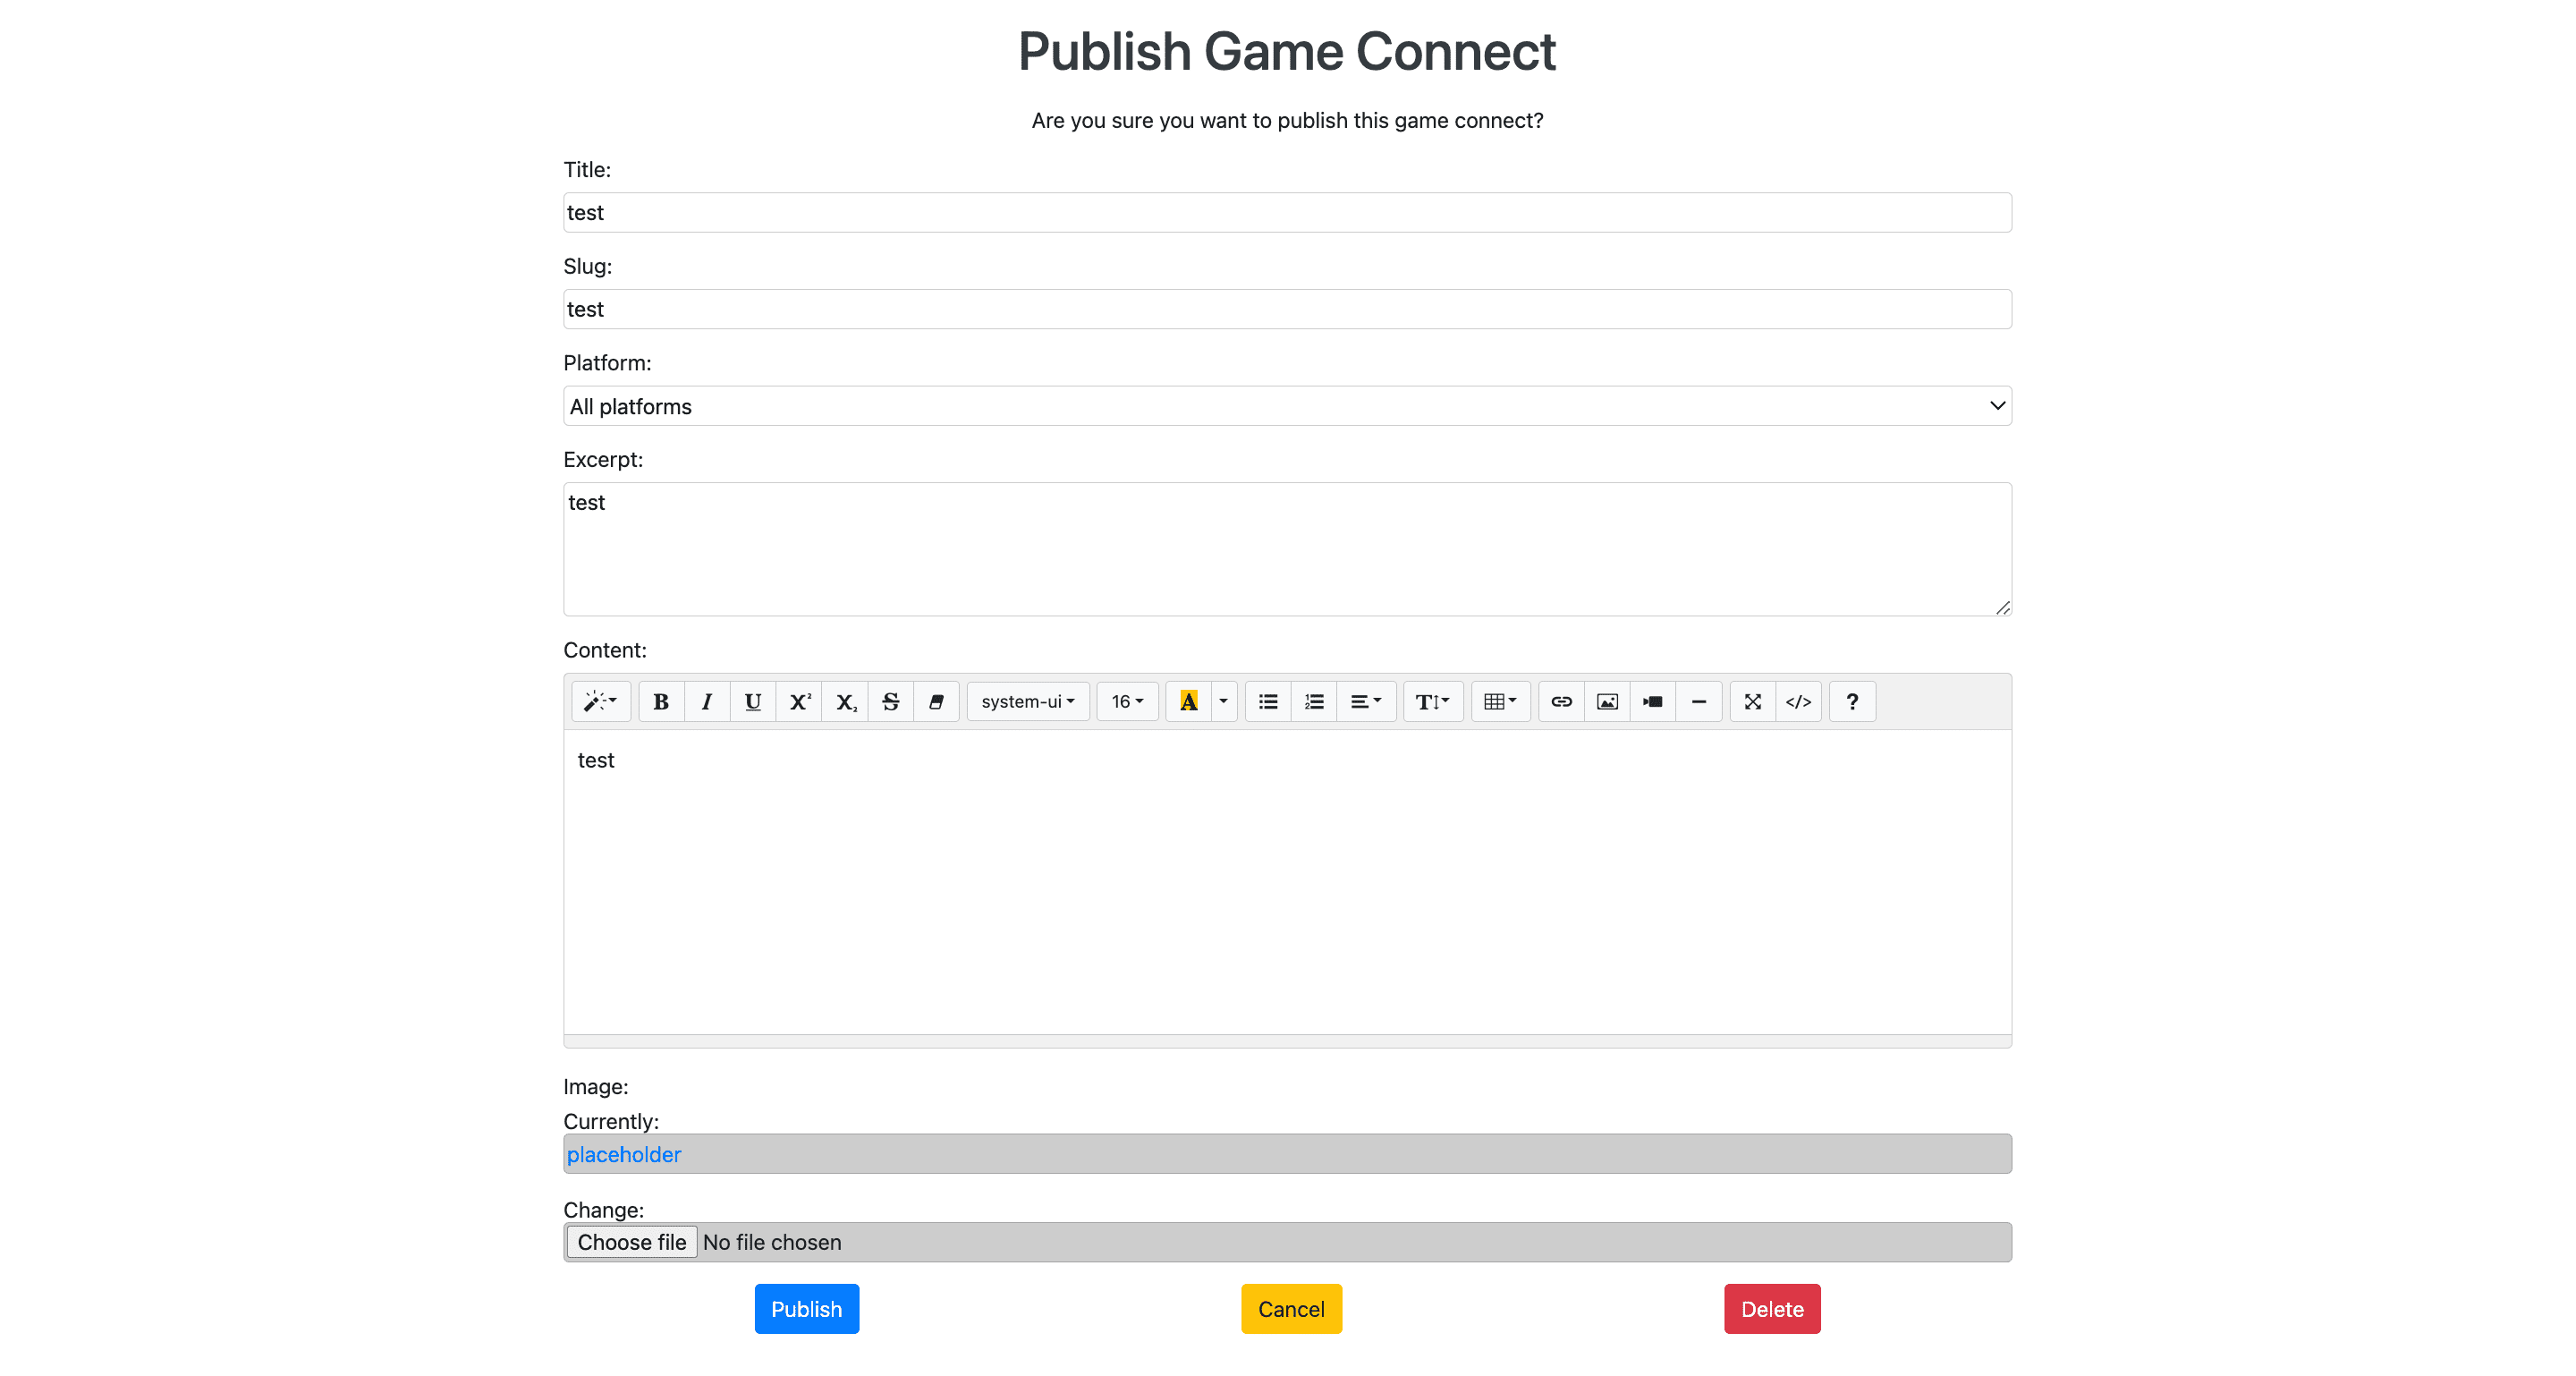 Publish Game Connect
Are you sure you want to publish this game connect?
Title:
test
Slug:
test
Platform:
All platforms
Excerpt:
test
Content:
B I U X² X₂ S system-ui 16 A T </> ?
test
Image:
Currently:
placeholder
Change:
Choose file No file chosen
Publish Cancel Delete